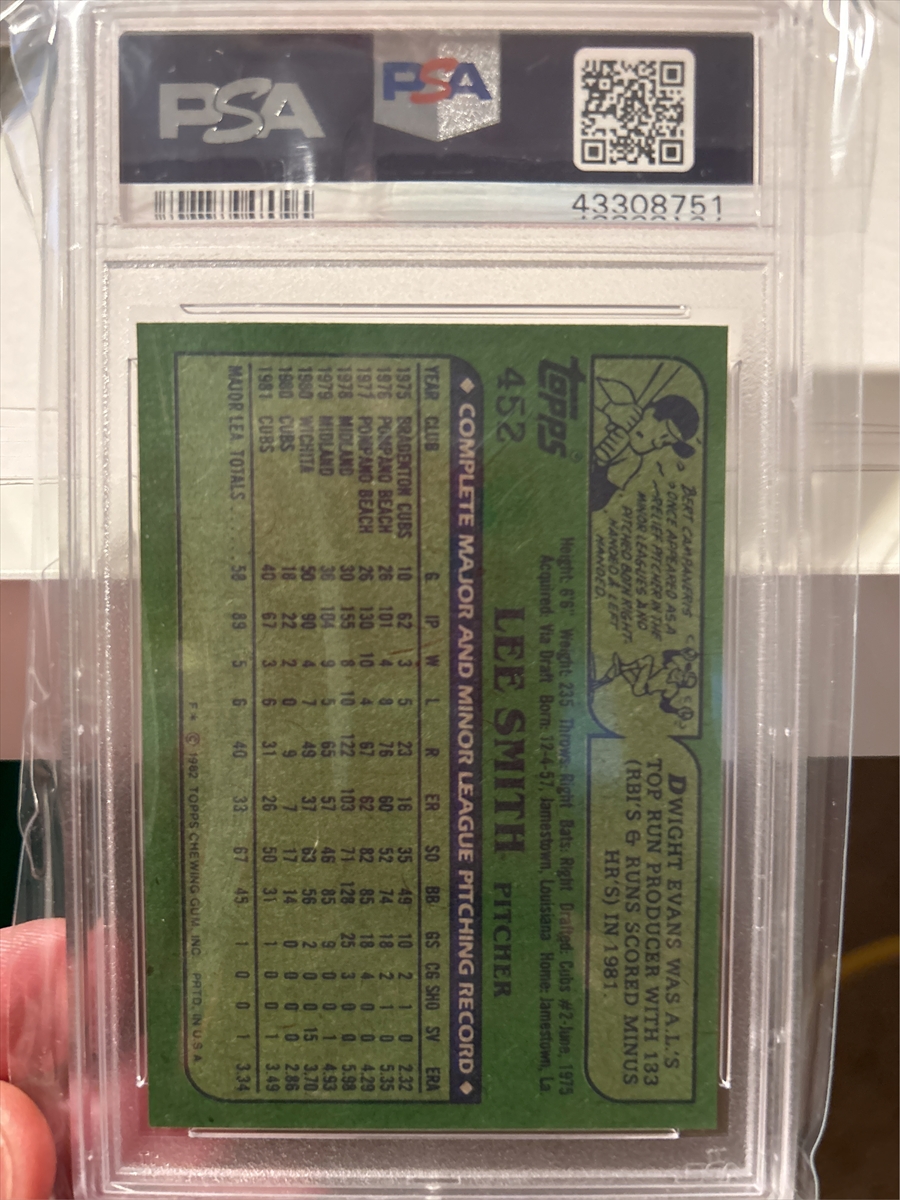 PSA
PSA
43308751
BERT CAMPANERIS
ONCE APPEARED AS A
RELIEF PITCHER IN THE
MINOR LEAGUES AND
PITCHED BOTH RIGHT-
HANDED & LEFT
HANDED.
DWIGHT EVANS WAS A.L.'S
TOP RUN PRODUCER WITH 133
(RBI'S & RUNS SCORED MINUS
HR'S) IN 1981.
TOPPS®
452
Height: 6'6" Weight: 235 Throws: Right Bats: Right Drafted: Cubs #2-June, 1975
Acquired: Via Draft Born: 12-4-57, Jamestown, Louisiana Home: Jamestown, La.
LEE SMITH PITCHER
COMPLETE MAJOR AND MINOR LEAGUE PITCHING RECORD
YEAR CLUB G IP W L R ER SO BB GS CG SHO SV ERA
1975 BRADENTON CUBS 10 62 3 5 23 16 35 49 10 2 1 0 2.32
1976 POMPANO BEACH 26 101 4 8 76 60 52 74 18 2 1 0 5.35
1977 POMPANO BEACH 26 130 10 4 67 62 82 85 18 4 0 0 4.29
1978 MIDLAND 30 155 8 10 122 103 71 128 25 3 0 0 5.98
1979 MIDLAND 104 9 5 65 57 46 85 9 0 0 1 4.93
1980 WICHITA 50 90 4 7 49 37 63 56 2 0 0 15 3.70
1980 CUBS 18 22 2 0 9 7 17 14 0 0 0 0 2.86
1981 CUBS 40 67 3 6 31 26 50 31 1 0 0 1 3.49
MAJOR LEA. TOTALS ... 58 89 5 6 40 33 67 45 1 0 0 1 3.34
F* © 1982 TOPPS CHEWING GUM, INC. PRTD. IN U.S.A.